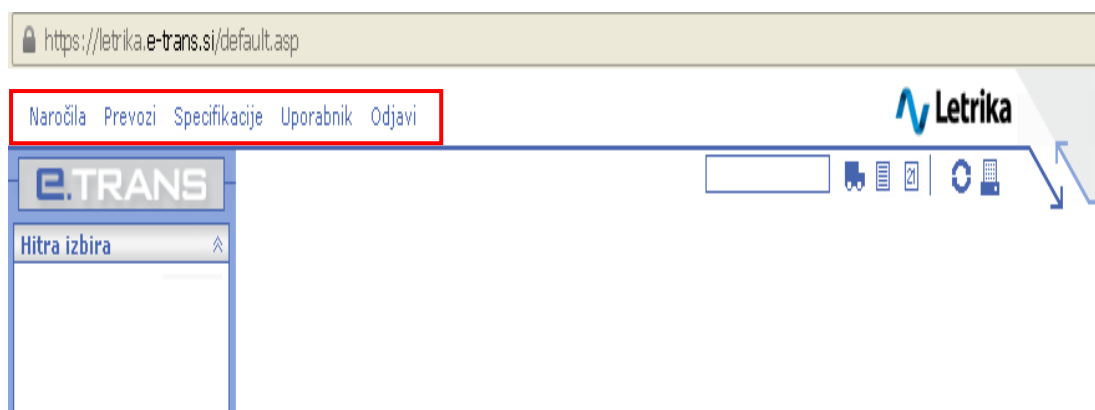 https://letrika.e-trans.si/default.asp
Naročila Prevozi Specifikacije Uporabnik Odjavi
Letrika
e.TRANS
21
Hitra izbira